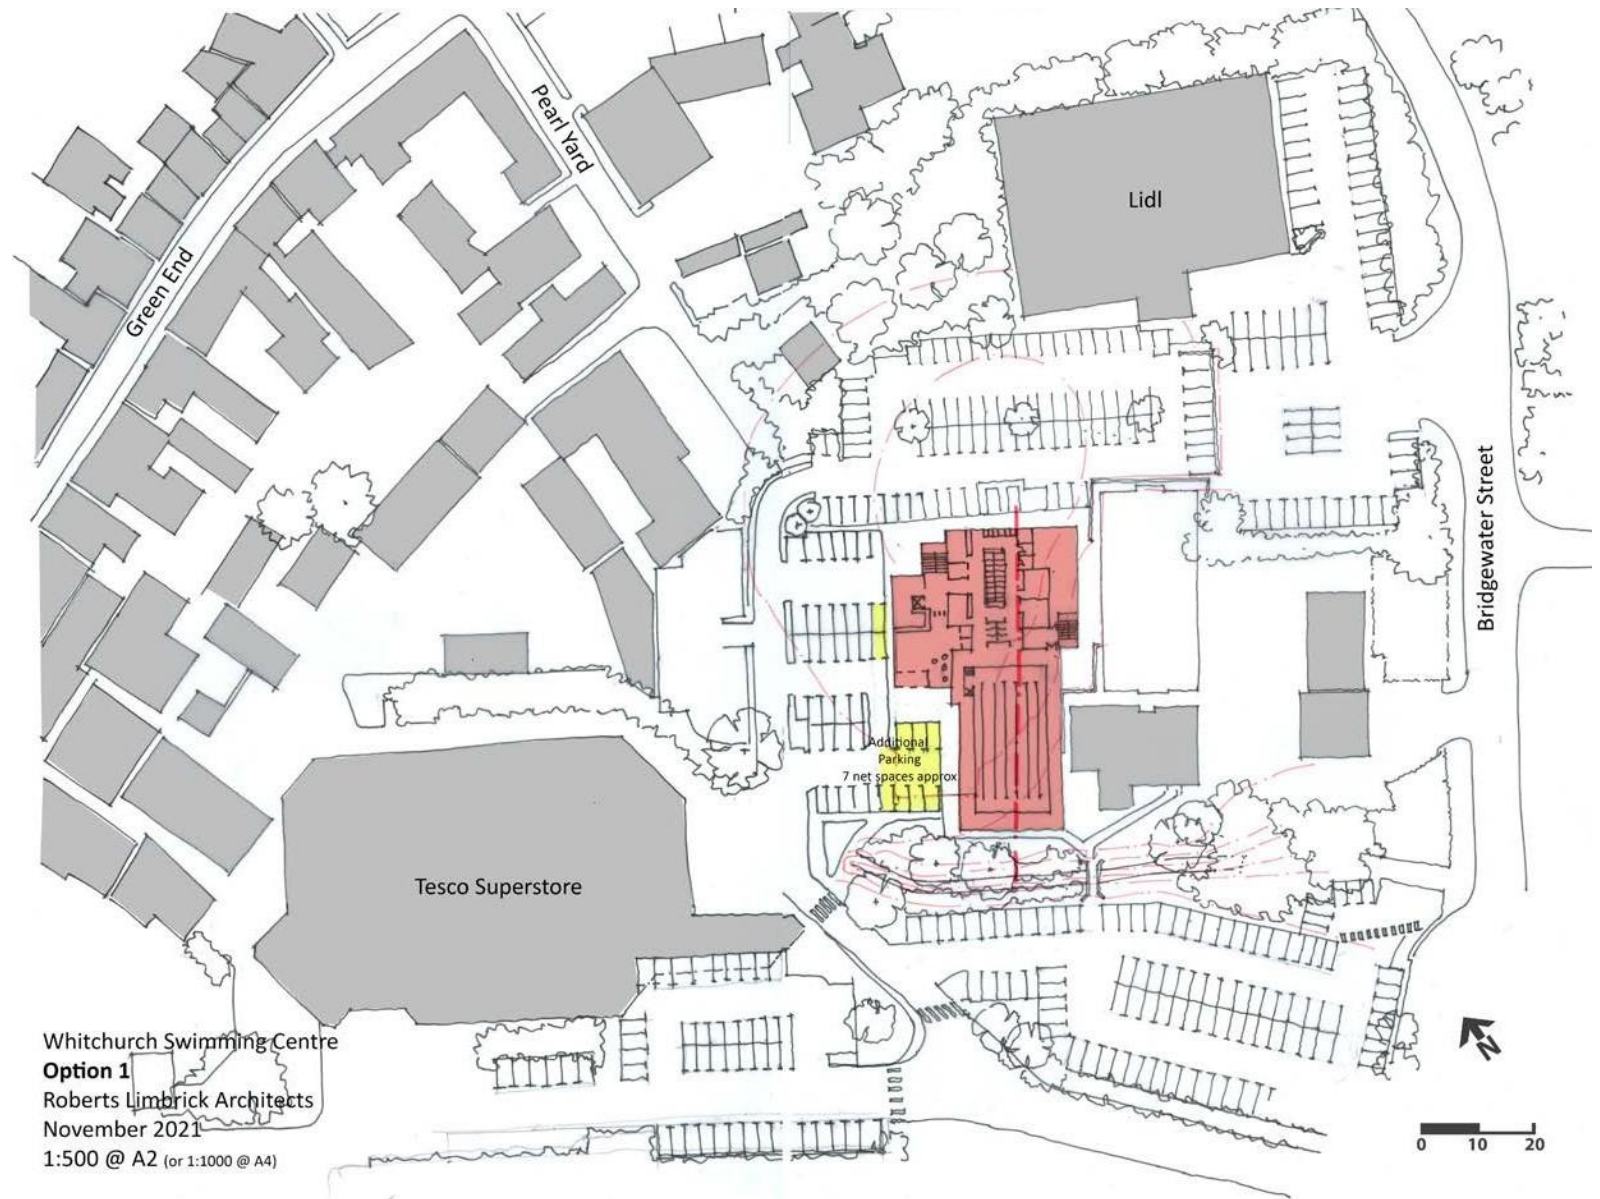 Pearl Yard
Lidl
Green End
Bridgewater Street
Additional
Parking
7 net spaces approx
Tesco Superstore
Whitchurch Swimming Centre
Option 1
Roberts Limbrick Architects
November 2021
1:500 @ A2 (or 1:1000 @ A4)
N
0 10 20